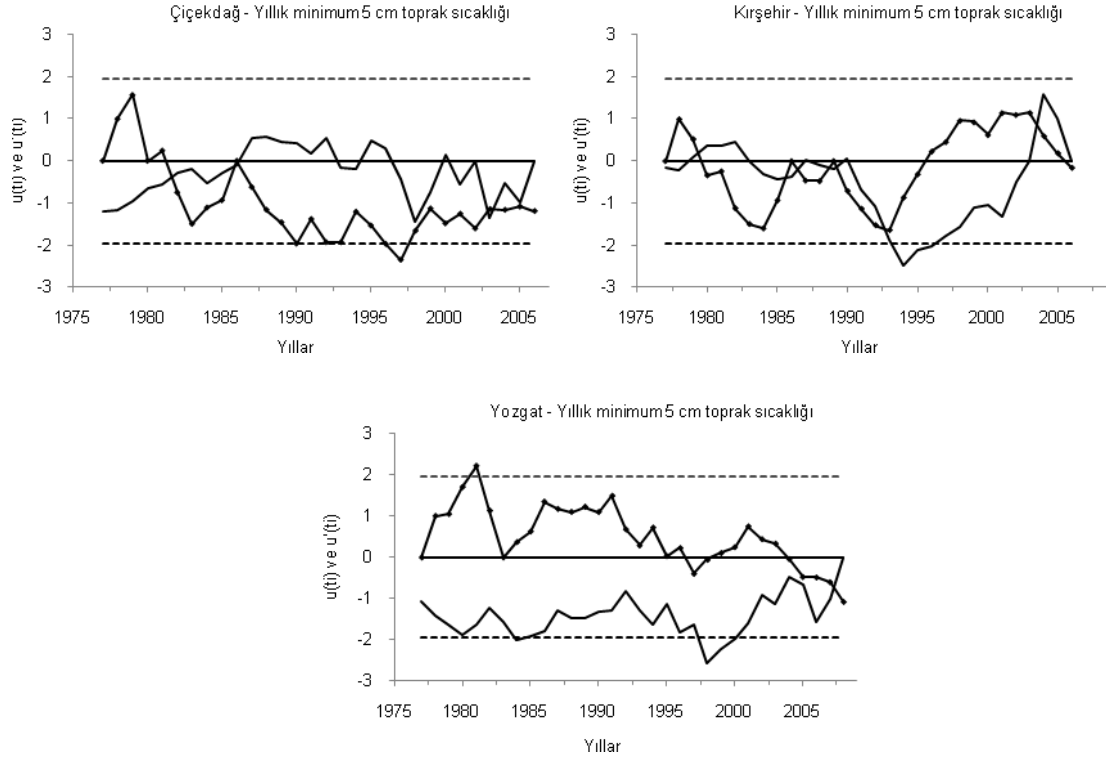 Çiçekdağ - Yıllık minimum 5 cm toprak sıcaklığı
u(ti) ve u'(ti)
3
2
1
0
-1
-2
-3
1975 1980 1985 1990 1995 2000 2005
Yıllar
Kırşehir - Yıllık minimum 5 cm toprak sıcaklığı
u(ti) ve u'(ti)
3
2
1
0
-1
-2
-3
1975 1980 1985 1990 1995 2000 2005
Yıllar
Yozgat - Yıllık minimum 5 cm toprak sıcaklığı
u(ti) ve u'(ti)
3
2
1
0
-1
-2
-3
1975 1980 1985 1990 1995 2000 2005
Yıllar